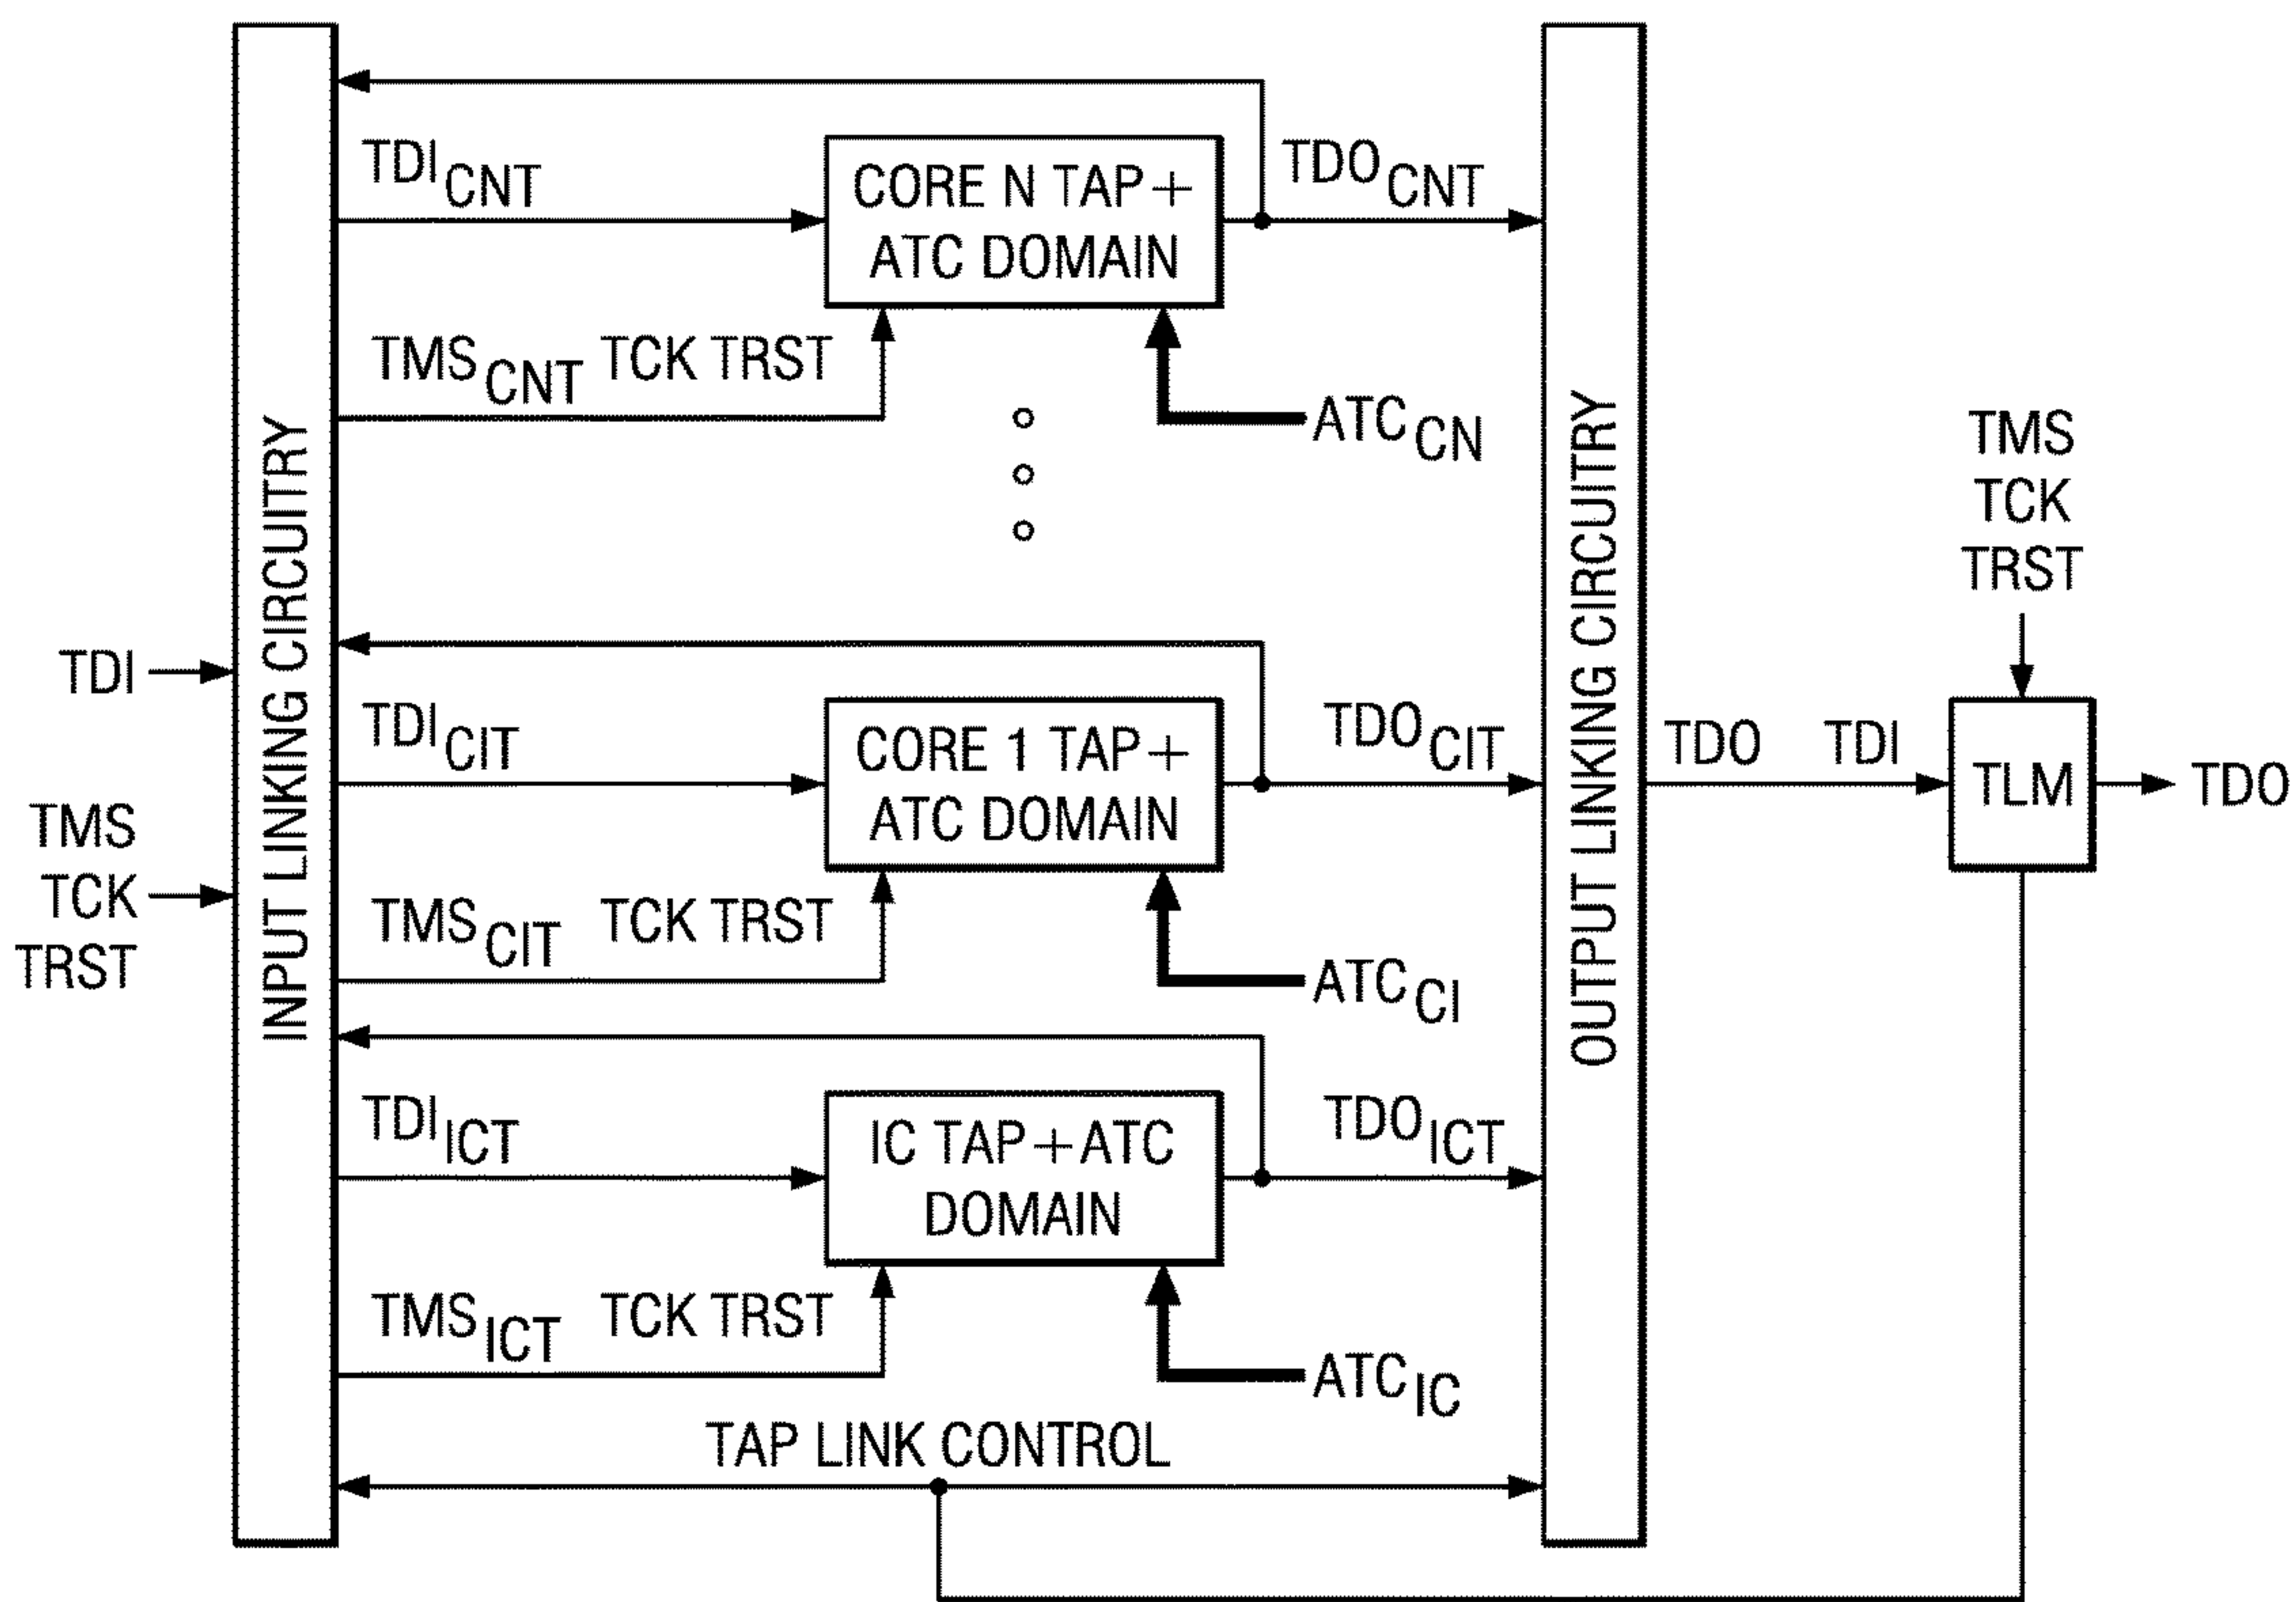 TDI CNT
CORE N TAP+
ATC DOMAIN
TDO CNT
TMS CNT TCK TRST
ATC CN
TMS
TCK
TRST
INPUT LINKING CIRCUITRY
OUTPUT LINKING CIRCUITRY
TDI
TDI CIT
CORE 1 TAP+
ATC DOMAIN
TDO CIT
TDO TDI
TLM
TDO
TMS
TCK
TRST
TMS CIT TCK TRST
ATC CI
TDI ICT
IC TAP+ATC
DOMAIN
TDO ICT
TMS ICT TCK TRST
ATC IC
TAP LINK CONTROL